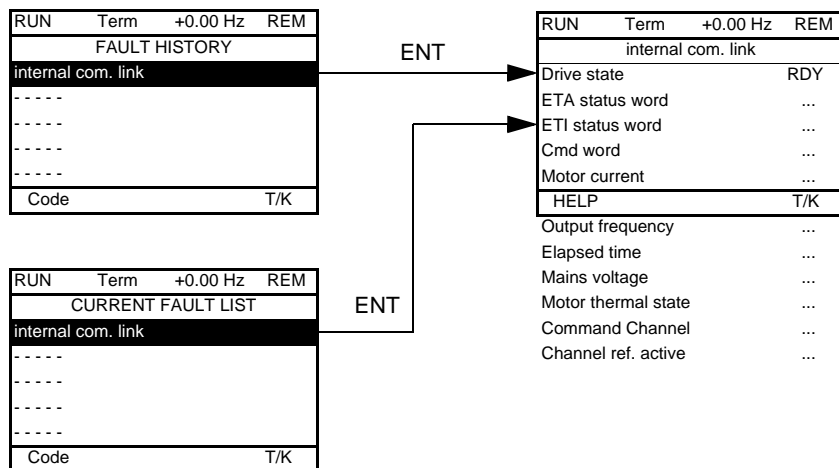 RUN Term +0.00 Hz REM
FAULT HISTORY
internal com. link
- - - - -
- - - - -
- - - - -
- - - - -
Code T/K
ENT
RUN Term +0.00 Hz REM
CURRENT FAULT LIST
internal com. link
- - - - -
- - - - -
- - - - -
- - - - -
Code T/K
ENT
RUN Term +0.00 Hz REM
internal com. link
Drive state RDY
ETA status word ...
ETI status word ...
Cmd word ...
Motor current ...
HELP T/K
Output frequency ...
Elapsed time ...
Mains voltage ...
Motor thermal state ...
Command Channel ...
Channel ref. active ...